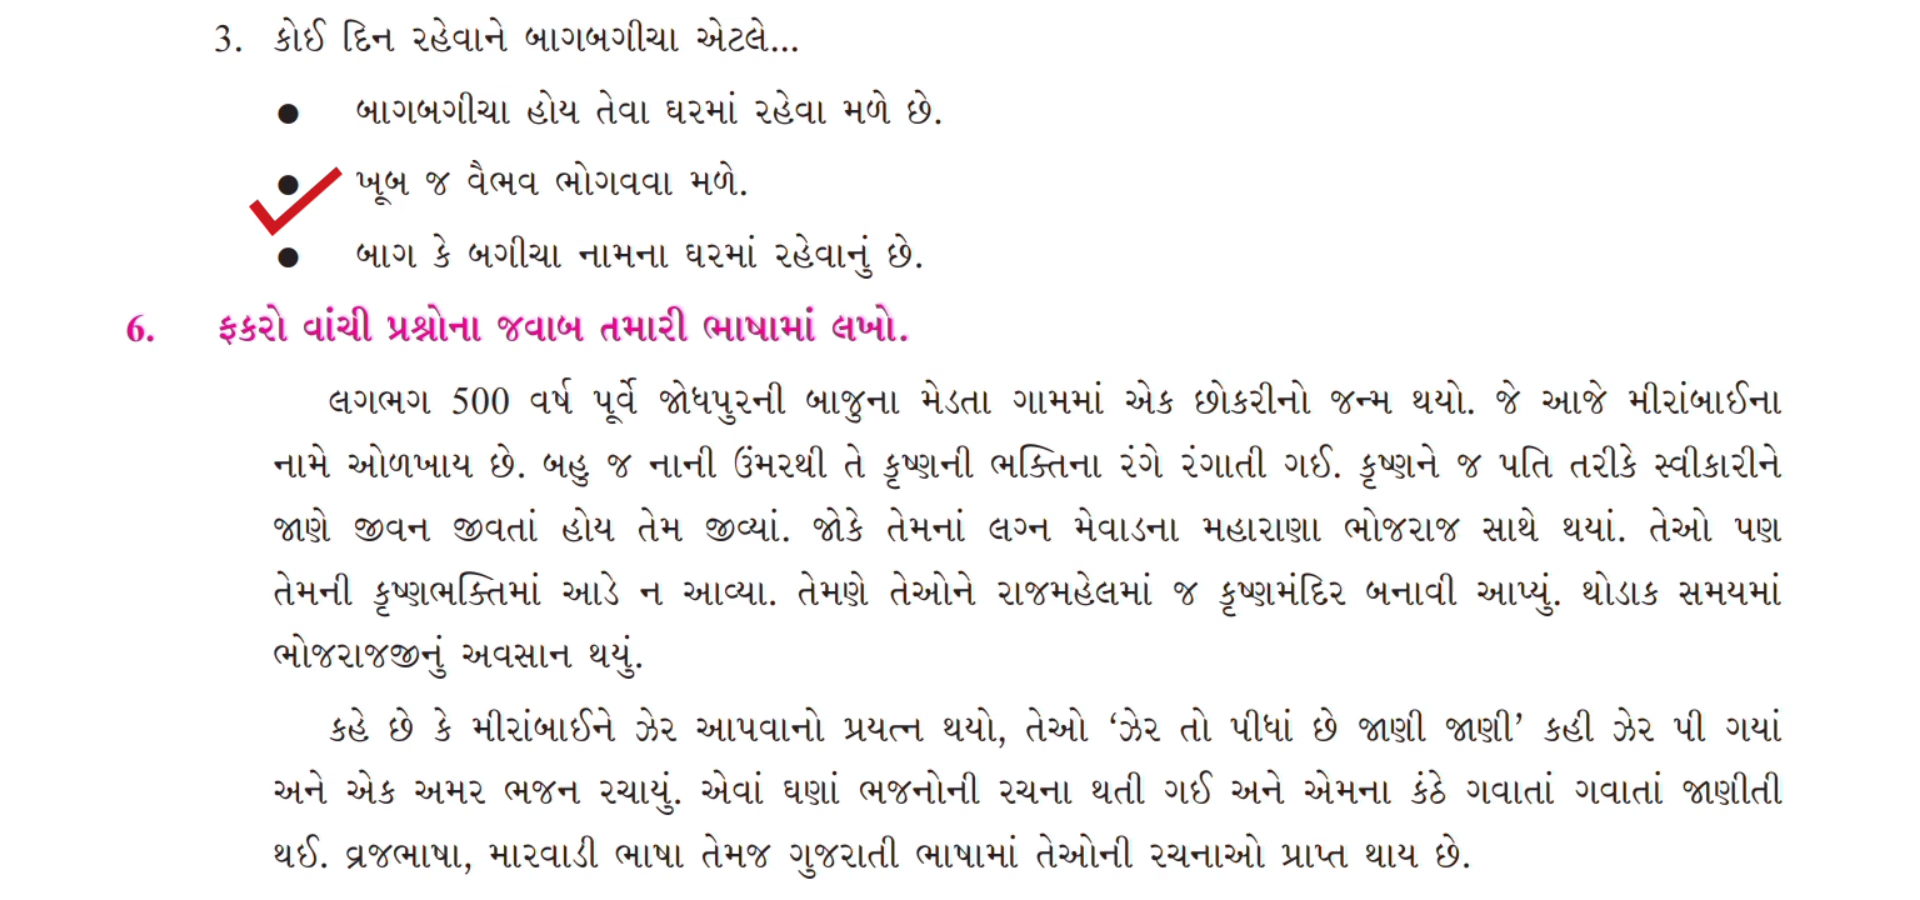 3. કોઈ દિન રહેવાને બાગબગીચા એટલે...
● બાગબગીચા હોય તેવા ઘરમાં રહેવા મળે છે.
● ખૂબ જ વૈભવ ભોગવવા મળે.
● બાગ કે બગીચા નામના ઘરમાં રહેવાનું છે.
6. ફકરો વાંચી પ્રશ્નોના જવાબ તમારી ભાષામાં લખો.
લગભગ 500 વર્ષ પૂર્વે જોધપુરની બાજુના મેડતા ગામમાં એક છોકરીનો જન્મ થયો. જે આજે મીરાંબાઈના
નામે ઓળખાય છે. બહુ જ નાની ઉંમરથી તે કૃષ્ણની ભક્તિના રંગે રંગાતી ગઈ. કૃષ્ણને જ પતિ તરીકે સ્વીકારીને
જાણે જીવન જીવતાં હોય તેમ જીવ્યાં. જોકે તેમનાં લગ્ન મેવાડના મહારાણા ભોજરાજ સાથે થયાં. તેઓ પણ
તેમની કૃષ્ણભક્તિમાં આડે ન આવ્યા. તેમણે તેઓને રાજમહેલમાં જ કૃષ્ણમંદિર બનાવી આપ્યું. થોડાક સમયમાં
ભોજરાજજીનું અવસાન થયું.
કહે છે કે મીરાંબાઈને ઝેર આપવાનો પ્રયત્ન થયો, તેઓ ‘ઝેર તો પીધાં છે જાણી જાણી’ કહી ઝેર પી ગયાં
અને એક અમર ભજન રચાયું. એવાં ઘણાં ભજનોની રચના થતી ગઈ અને એમના કંઠે ગવાતાં ગવાતાં જાણીતી
થઈ. વ્રજભાષા, મારવાડી ભાષા તેમજ ગુજરાતી ભાષામાં તેઓની રચનાઓ પ્રાપ્ત થાય છે.